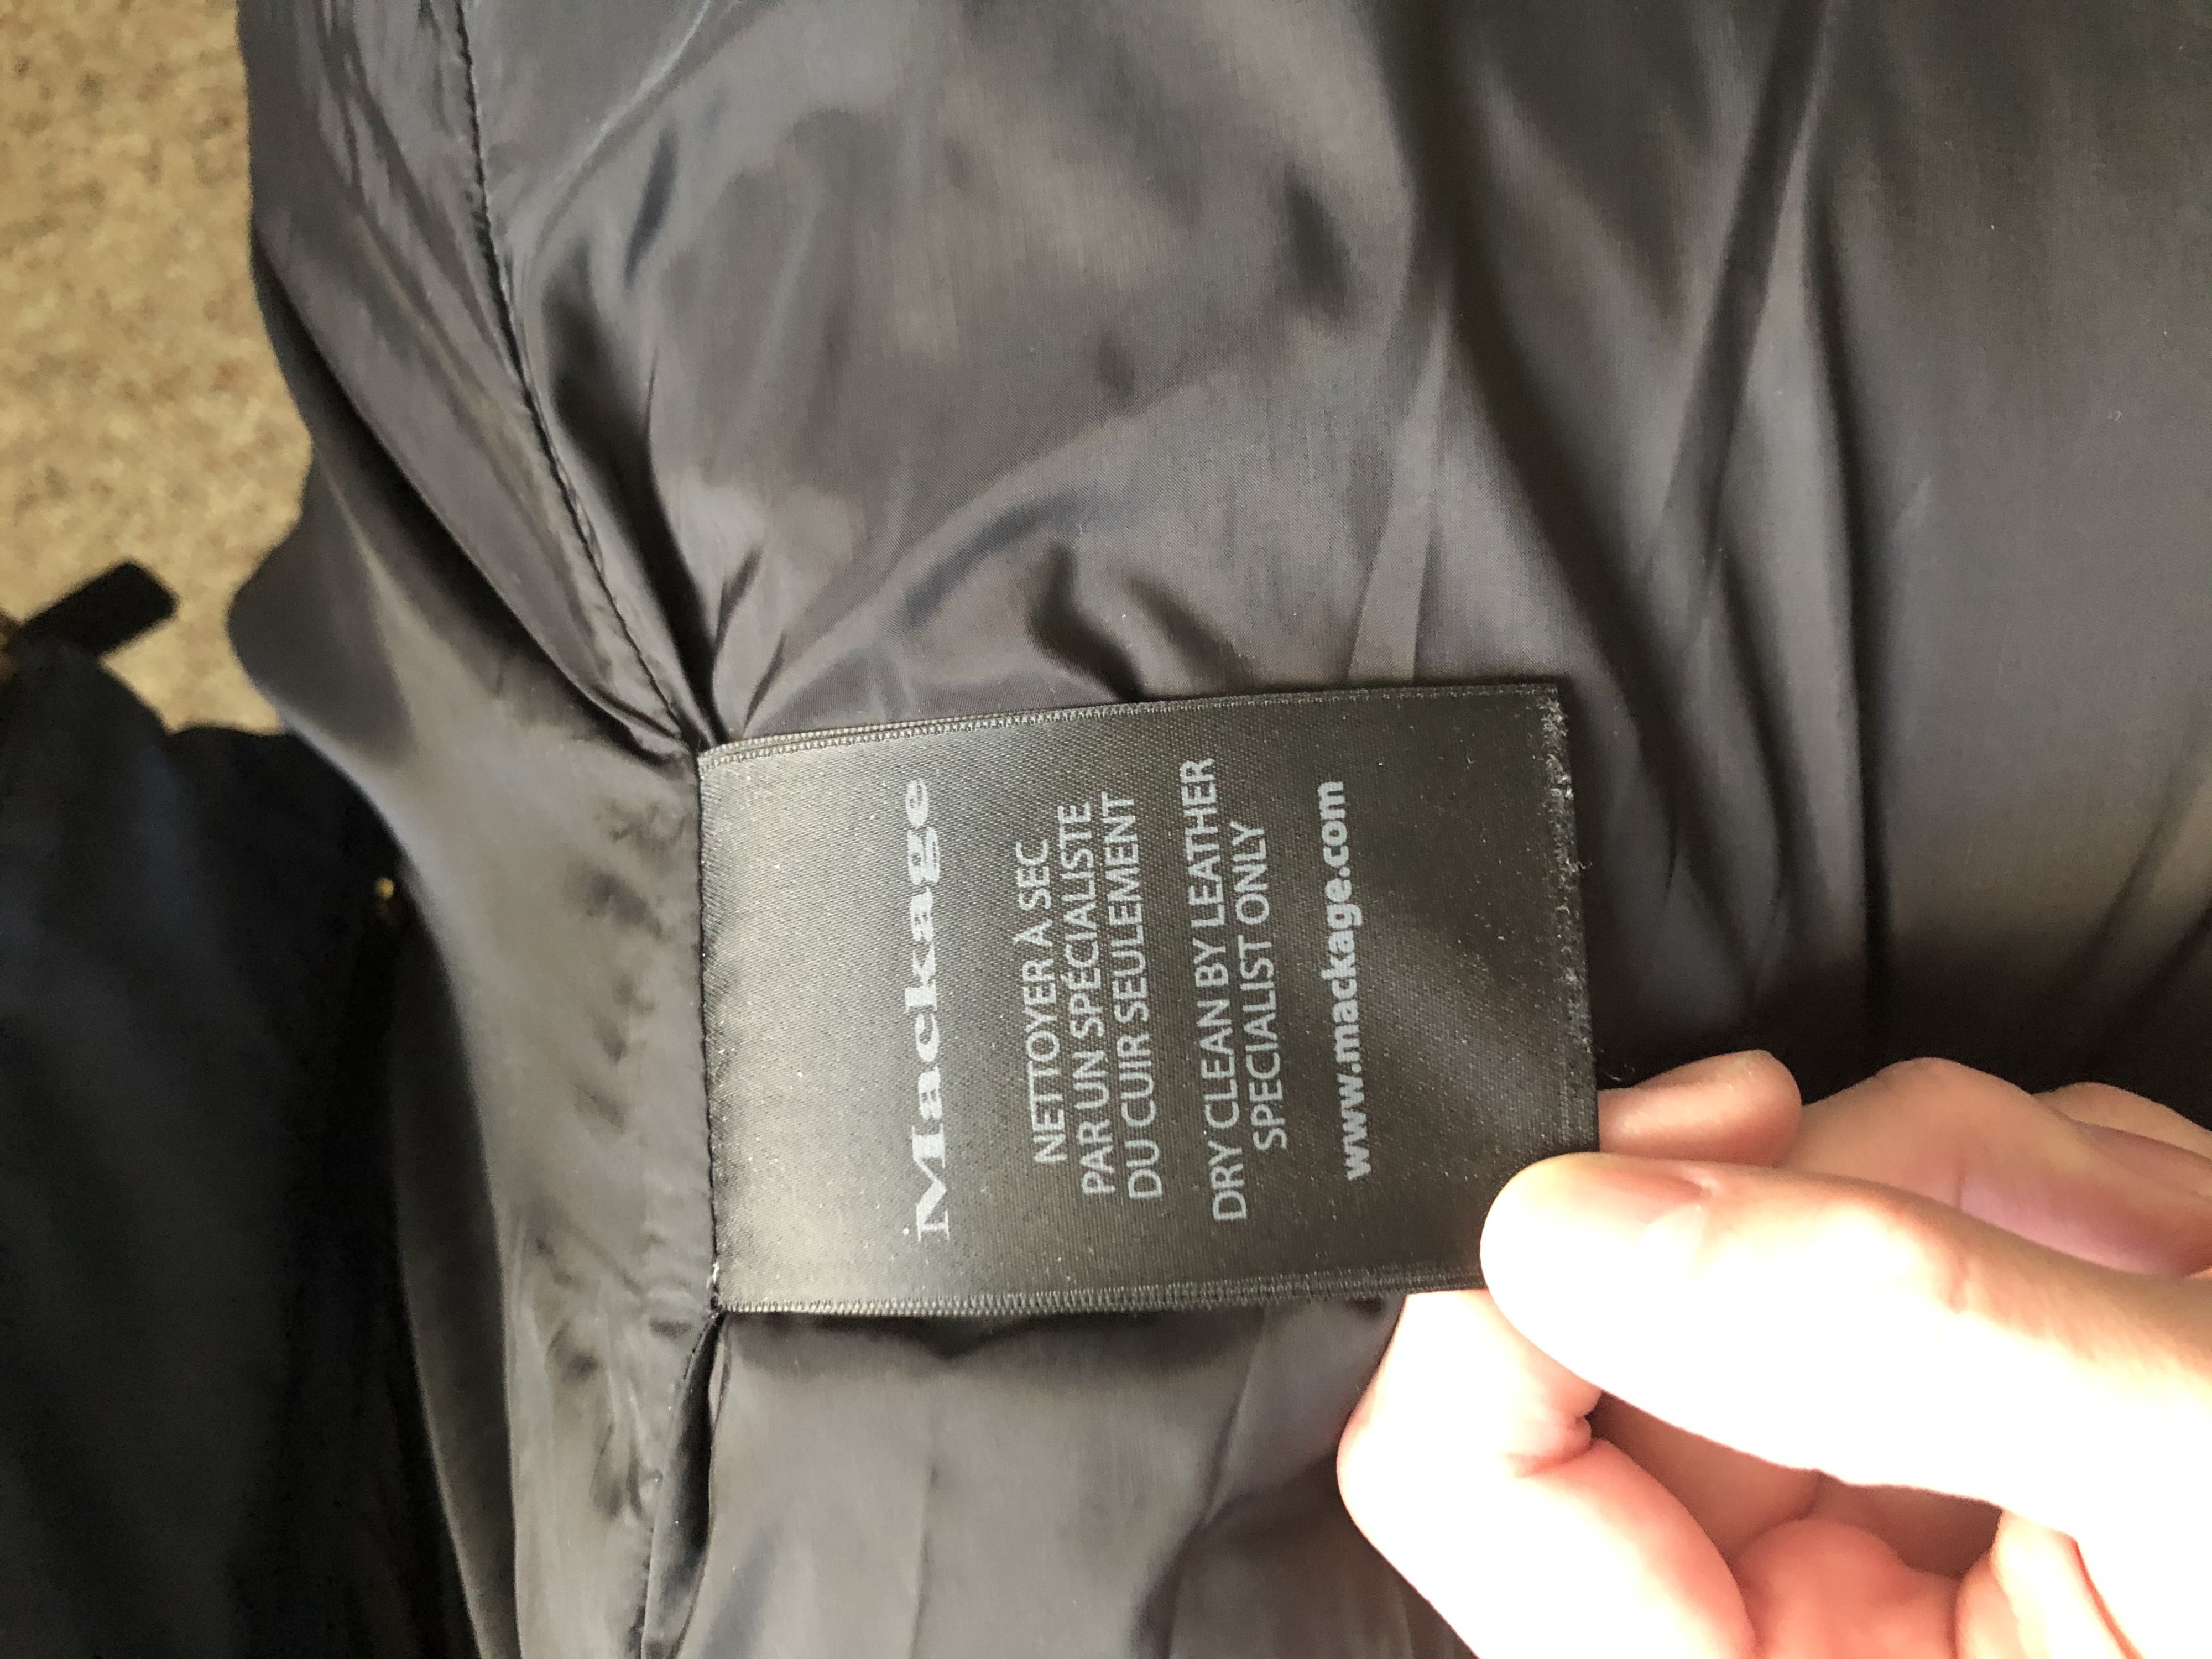 Mackage
NETTOYER À SEC
PAR UN SPÉCIALISTE
DU CUIR SEULEMENT
DRY CLEAN BY LEATHER
SPECIALIST ONLY
www.mackage.com